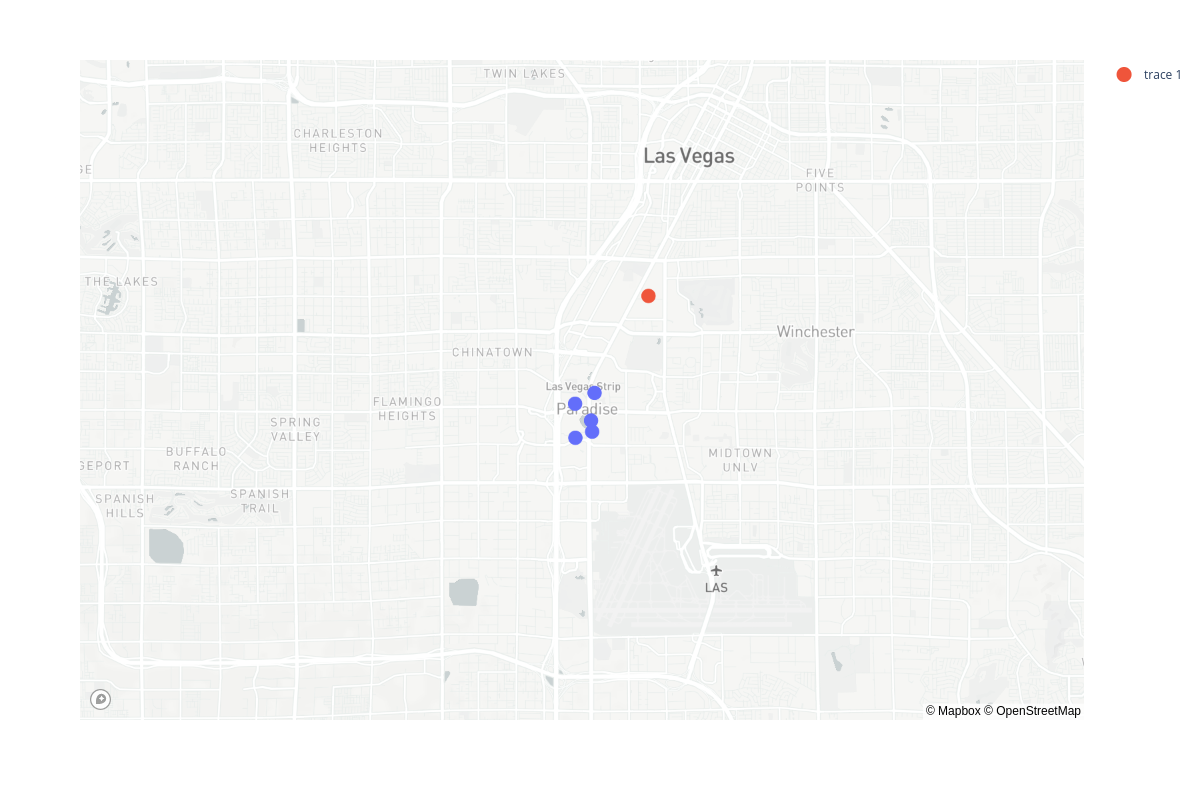 TWIN LAKES
trace 1
CHARLESTON
HEIGHTS
Las Vegas
FIVE
POINTS
THE LAKES
Winchester
CHINATOWN
Las Vegas Strip
Paradise
FLAMINGO
HEIGHTS
SPRING
VALLEY
BUFFALO
RANCH
MIDTOWN
UNLV
GEPORT
SPANISH
HILLS
SPANISH
TRAIL
LAS
© Mapbox © OpenStreetMap